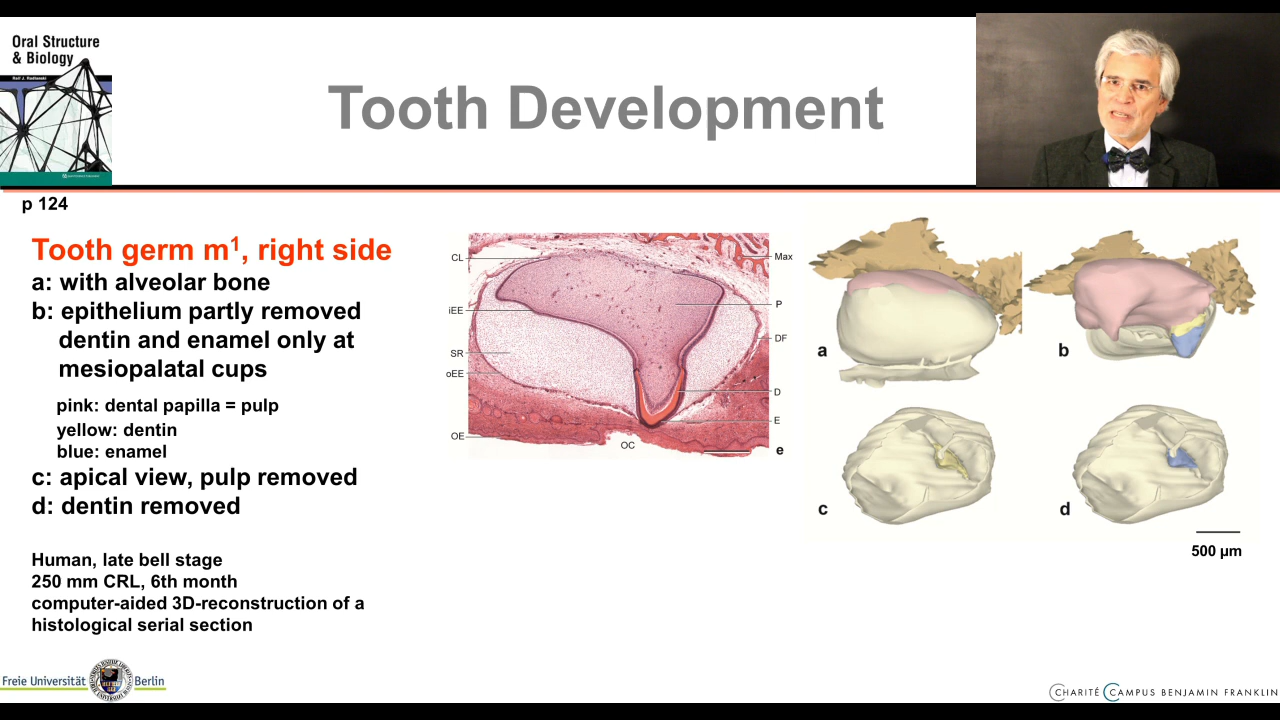 Oral Structure
& Biology
Ralf J. Radlanski
Tooth Development
p 124
Tooth germ m¹, right side
a: with alveolar bone
b: epithelium partly removed
dentin and enamel only at
mesiopalatal cups
pink: dental papilla = pulp
yellow: dentin
blue: enamel
c: apical view, pulp removed
d: dentin removed
Human, late bell stage
250 mm CRL, 6th month
computer-aided 3D-reconstruction of a
histological serial section
CL
iEE
SR
oEE
OE
OC
Max
P
DF
D
E
e
a
b
c
d
500 µm
Freie Universität
Berlin
CHARITÉ CAMPUS BENJAMIN FRANKLIN